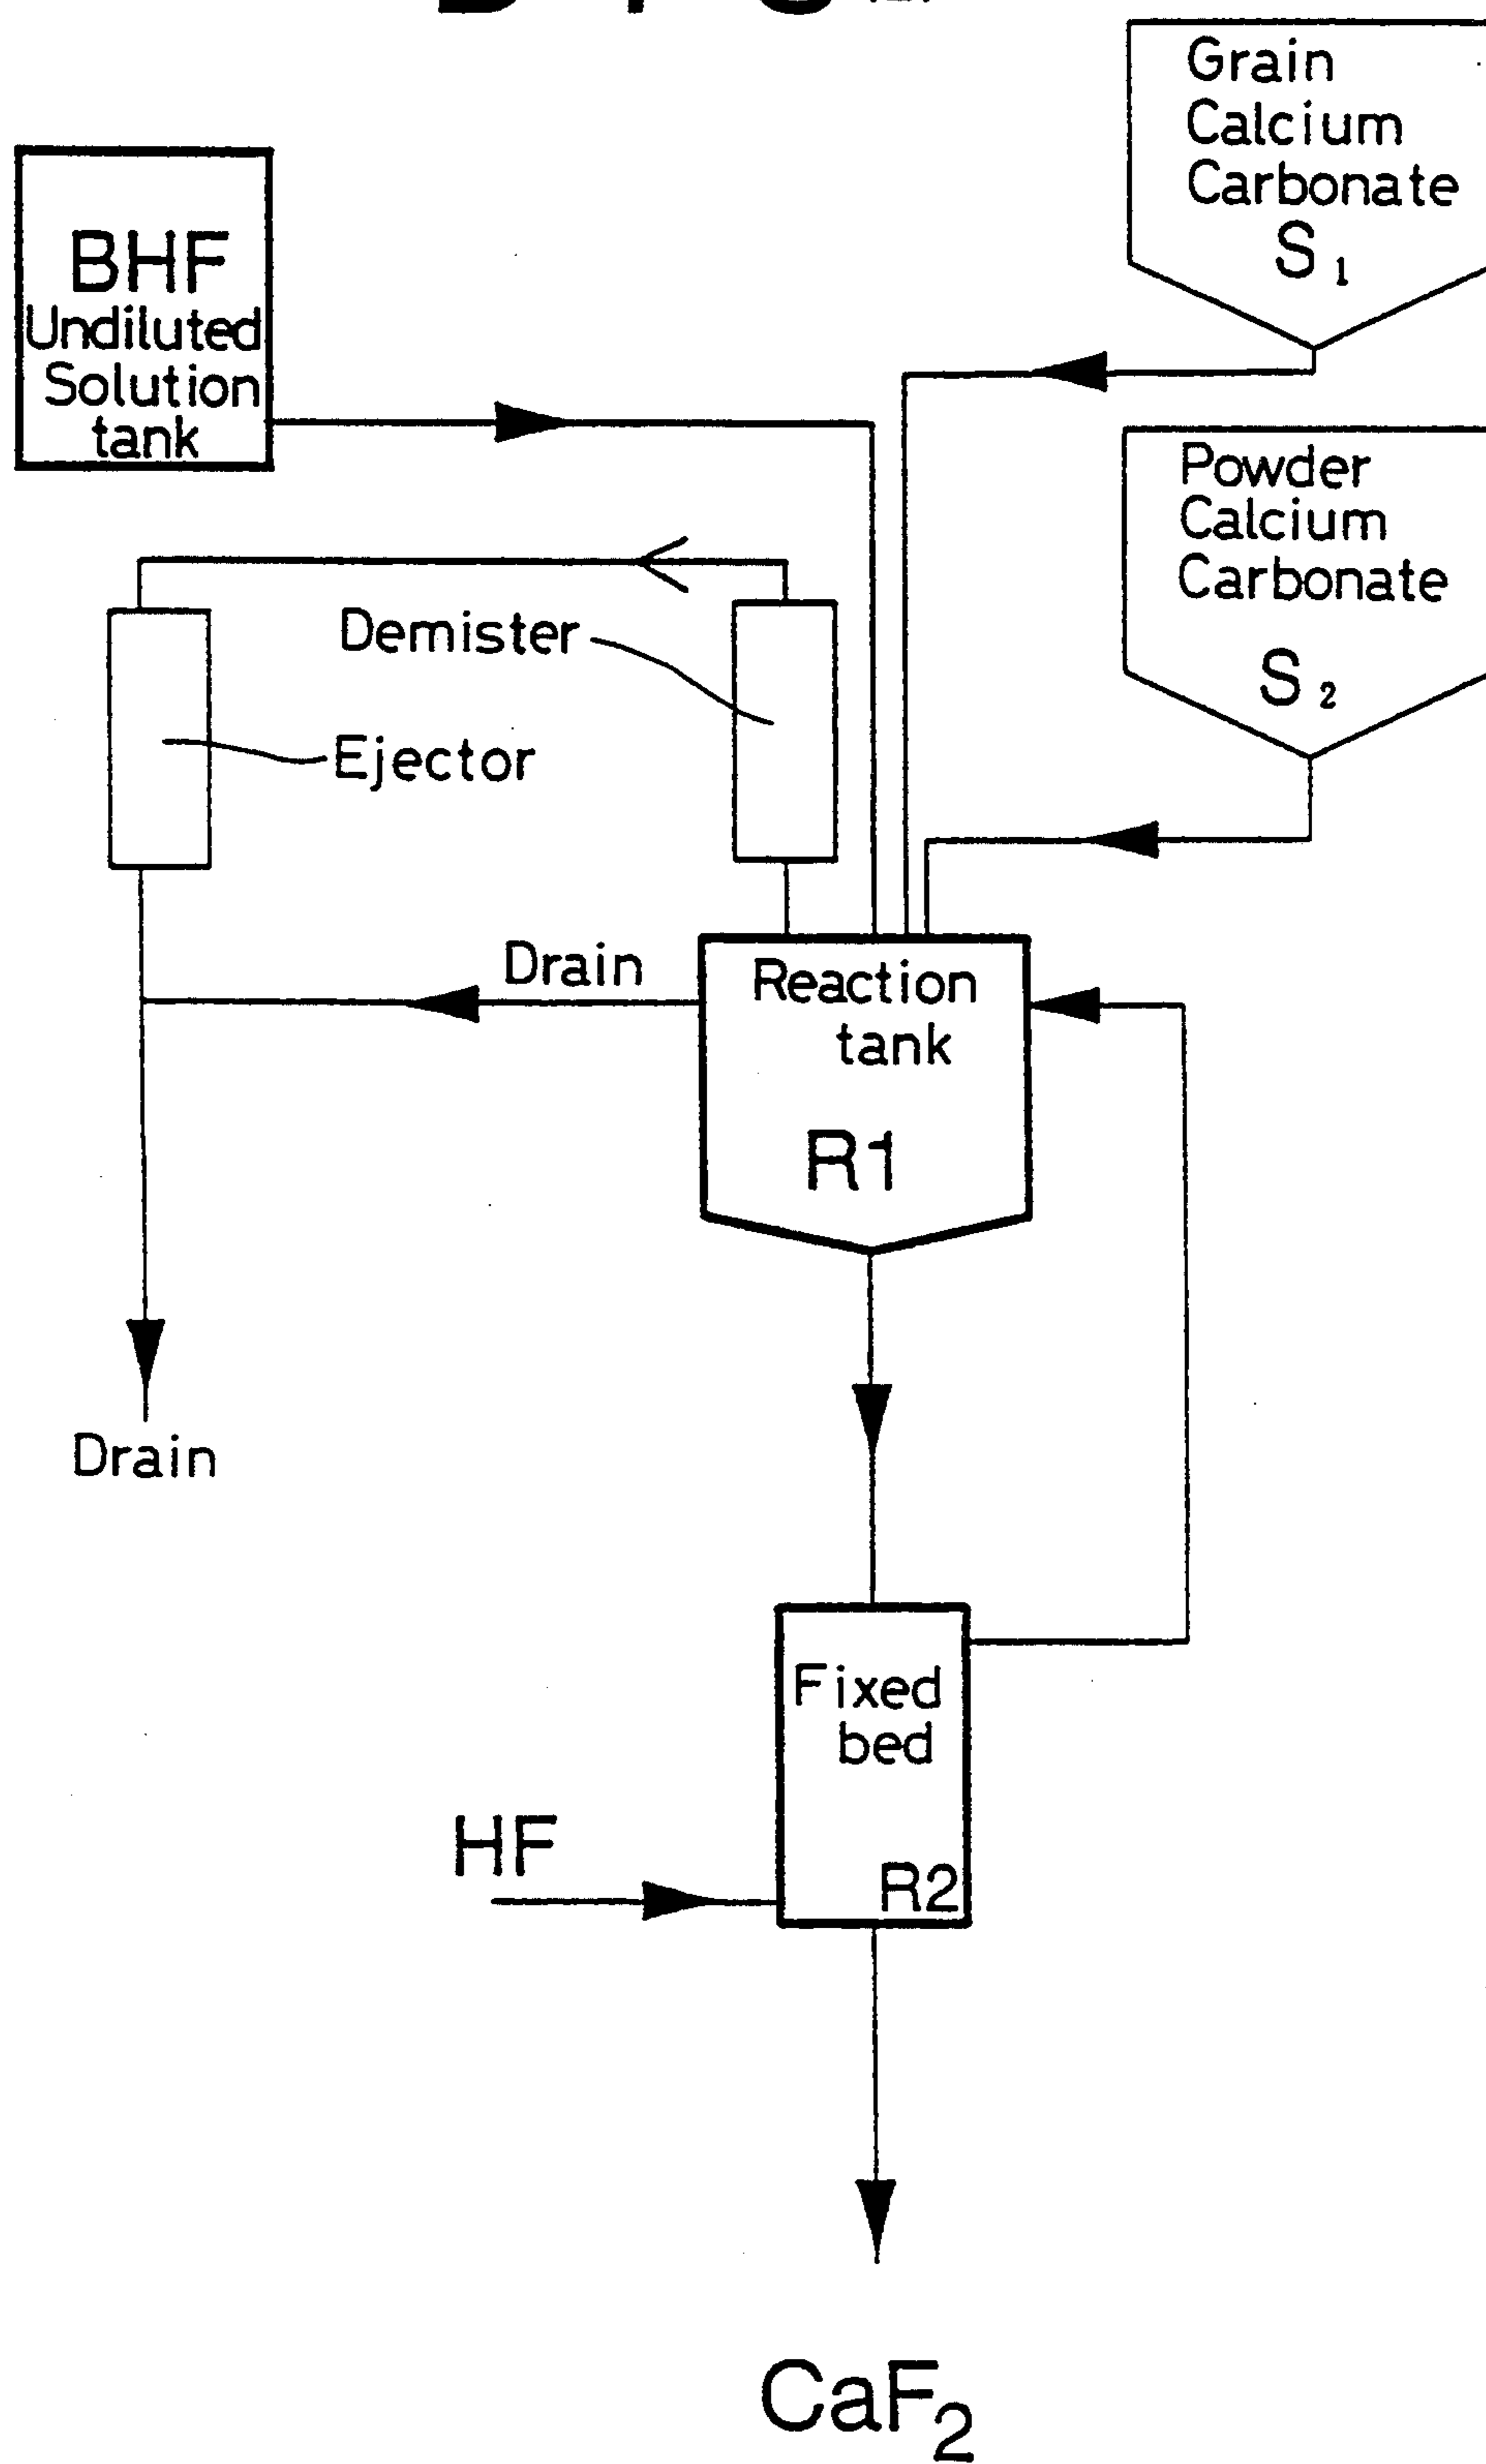 Grain
Calcium
Carbonate
S₁
BHF
Undiluted
Solution
tank
Powder
Calcium
Carbonate
S₂
Demister
Ejector
Drain
Reaction
tank
R1
Drain
Fixed
bed
HF
R2
CaF₂